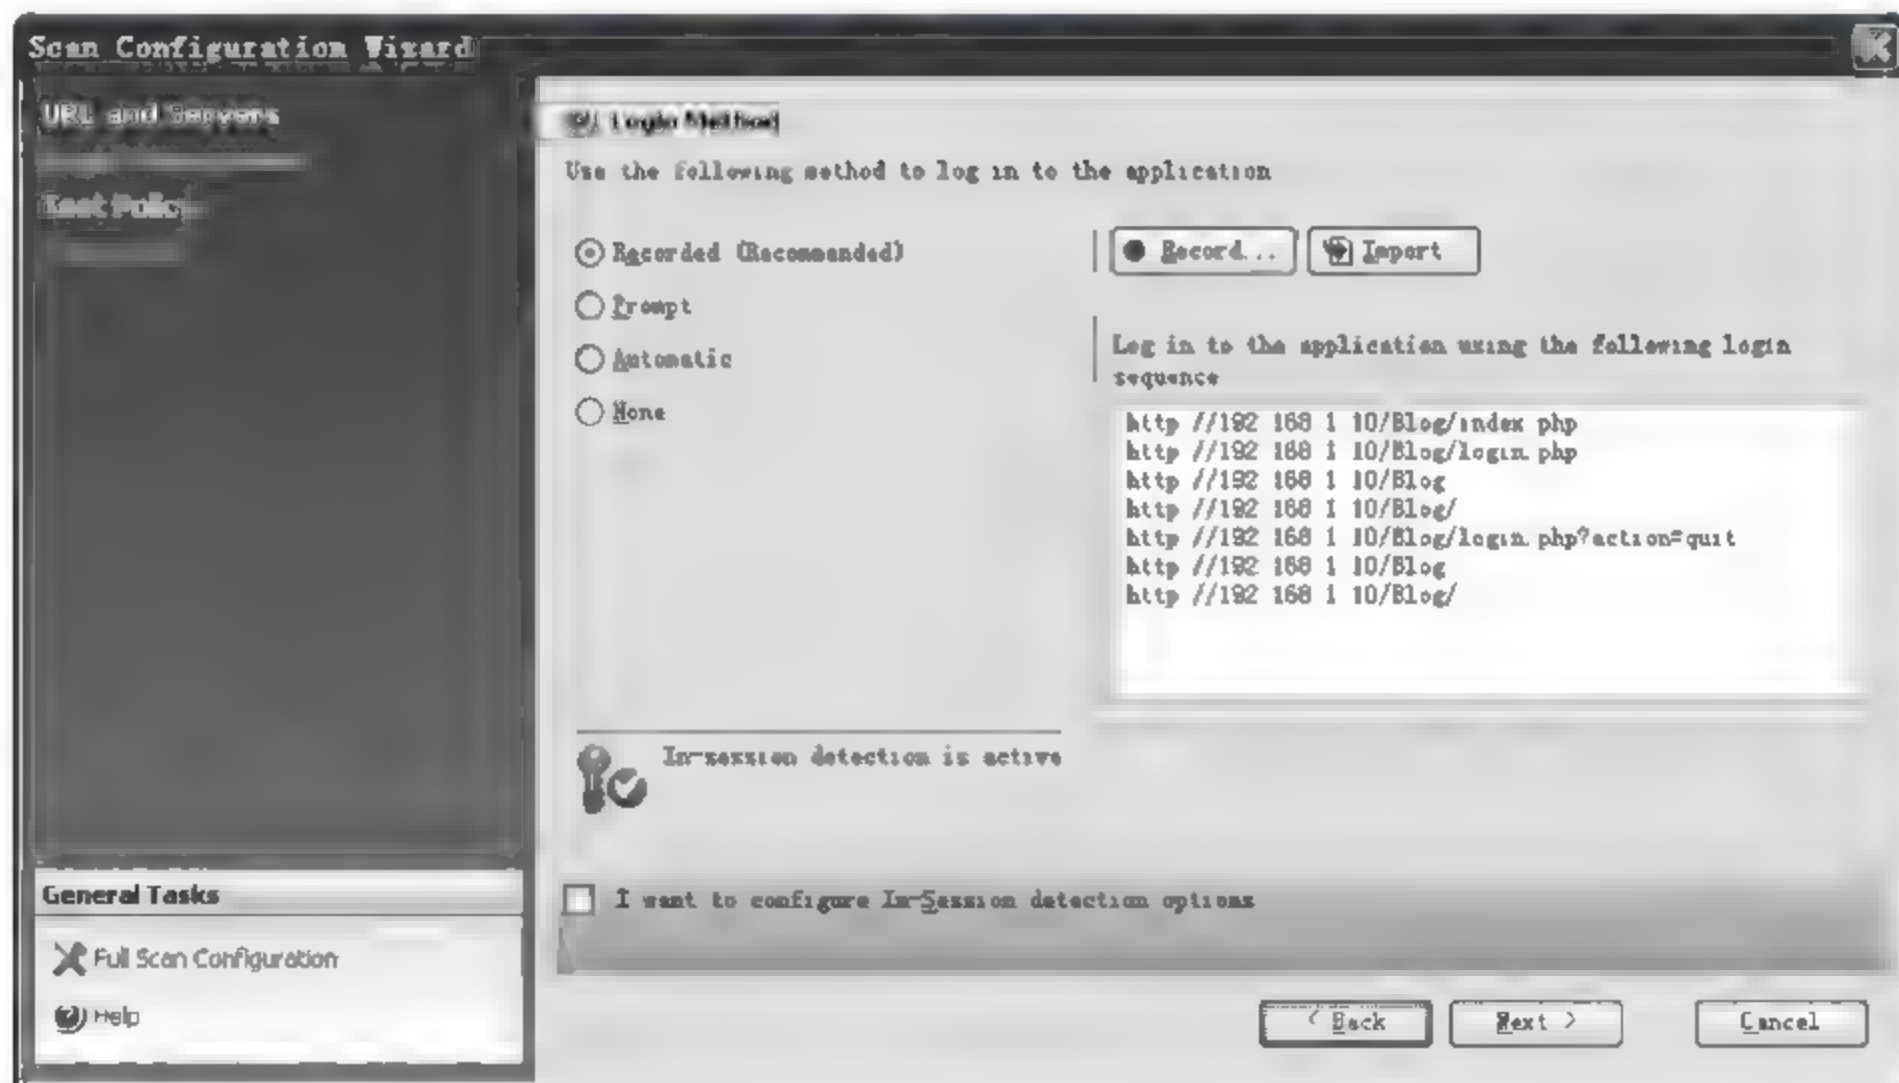 Scan Configuration Wizard
URL and Servers
Test Policy
Login Method
Use the following method to log in to the application
Recorded (Recommended)
Prompt
Automatic
None
Record...
Import
Log in to the application using the following login
sequence
http //192 168 1 10/Blog/index php
http //192 168 1 10/Blog/login php
http //192 168 1 10/Blog
http //192 168 1 10/Blog/
http //192 168 1 10/Blog/login php?action=quit
http //192 168 1 10/Blog
http //192 168 1 10/Blog/
In-session detection is active
I want to configure In-Session detection options
General Tasks
Full Scan Configuration
Help
< Back
Next >
Cancel